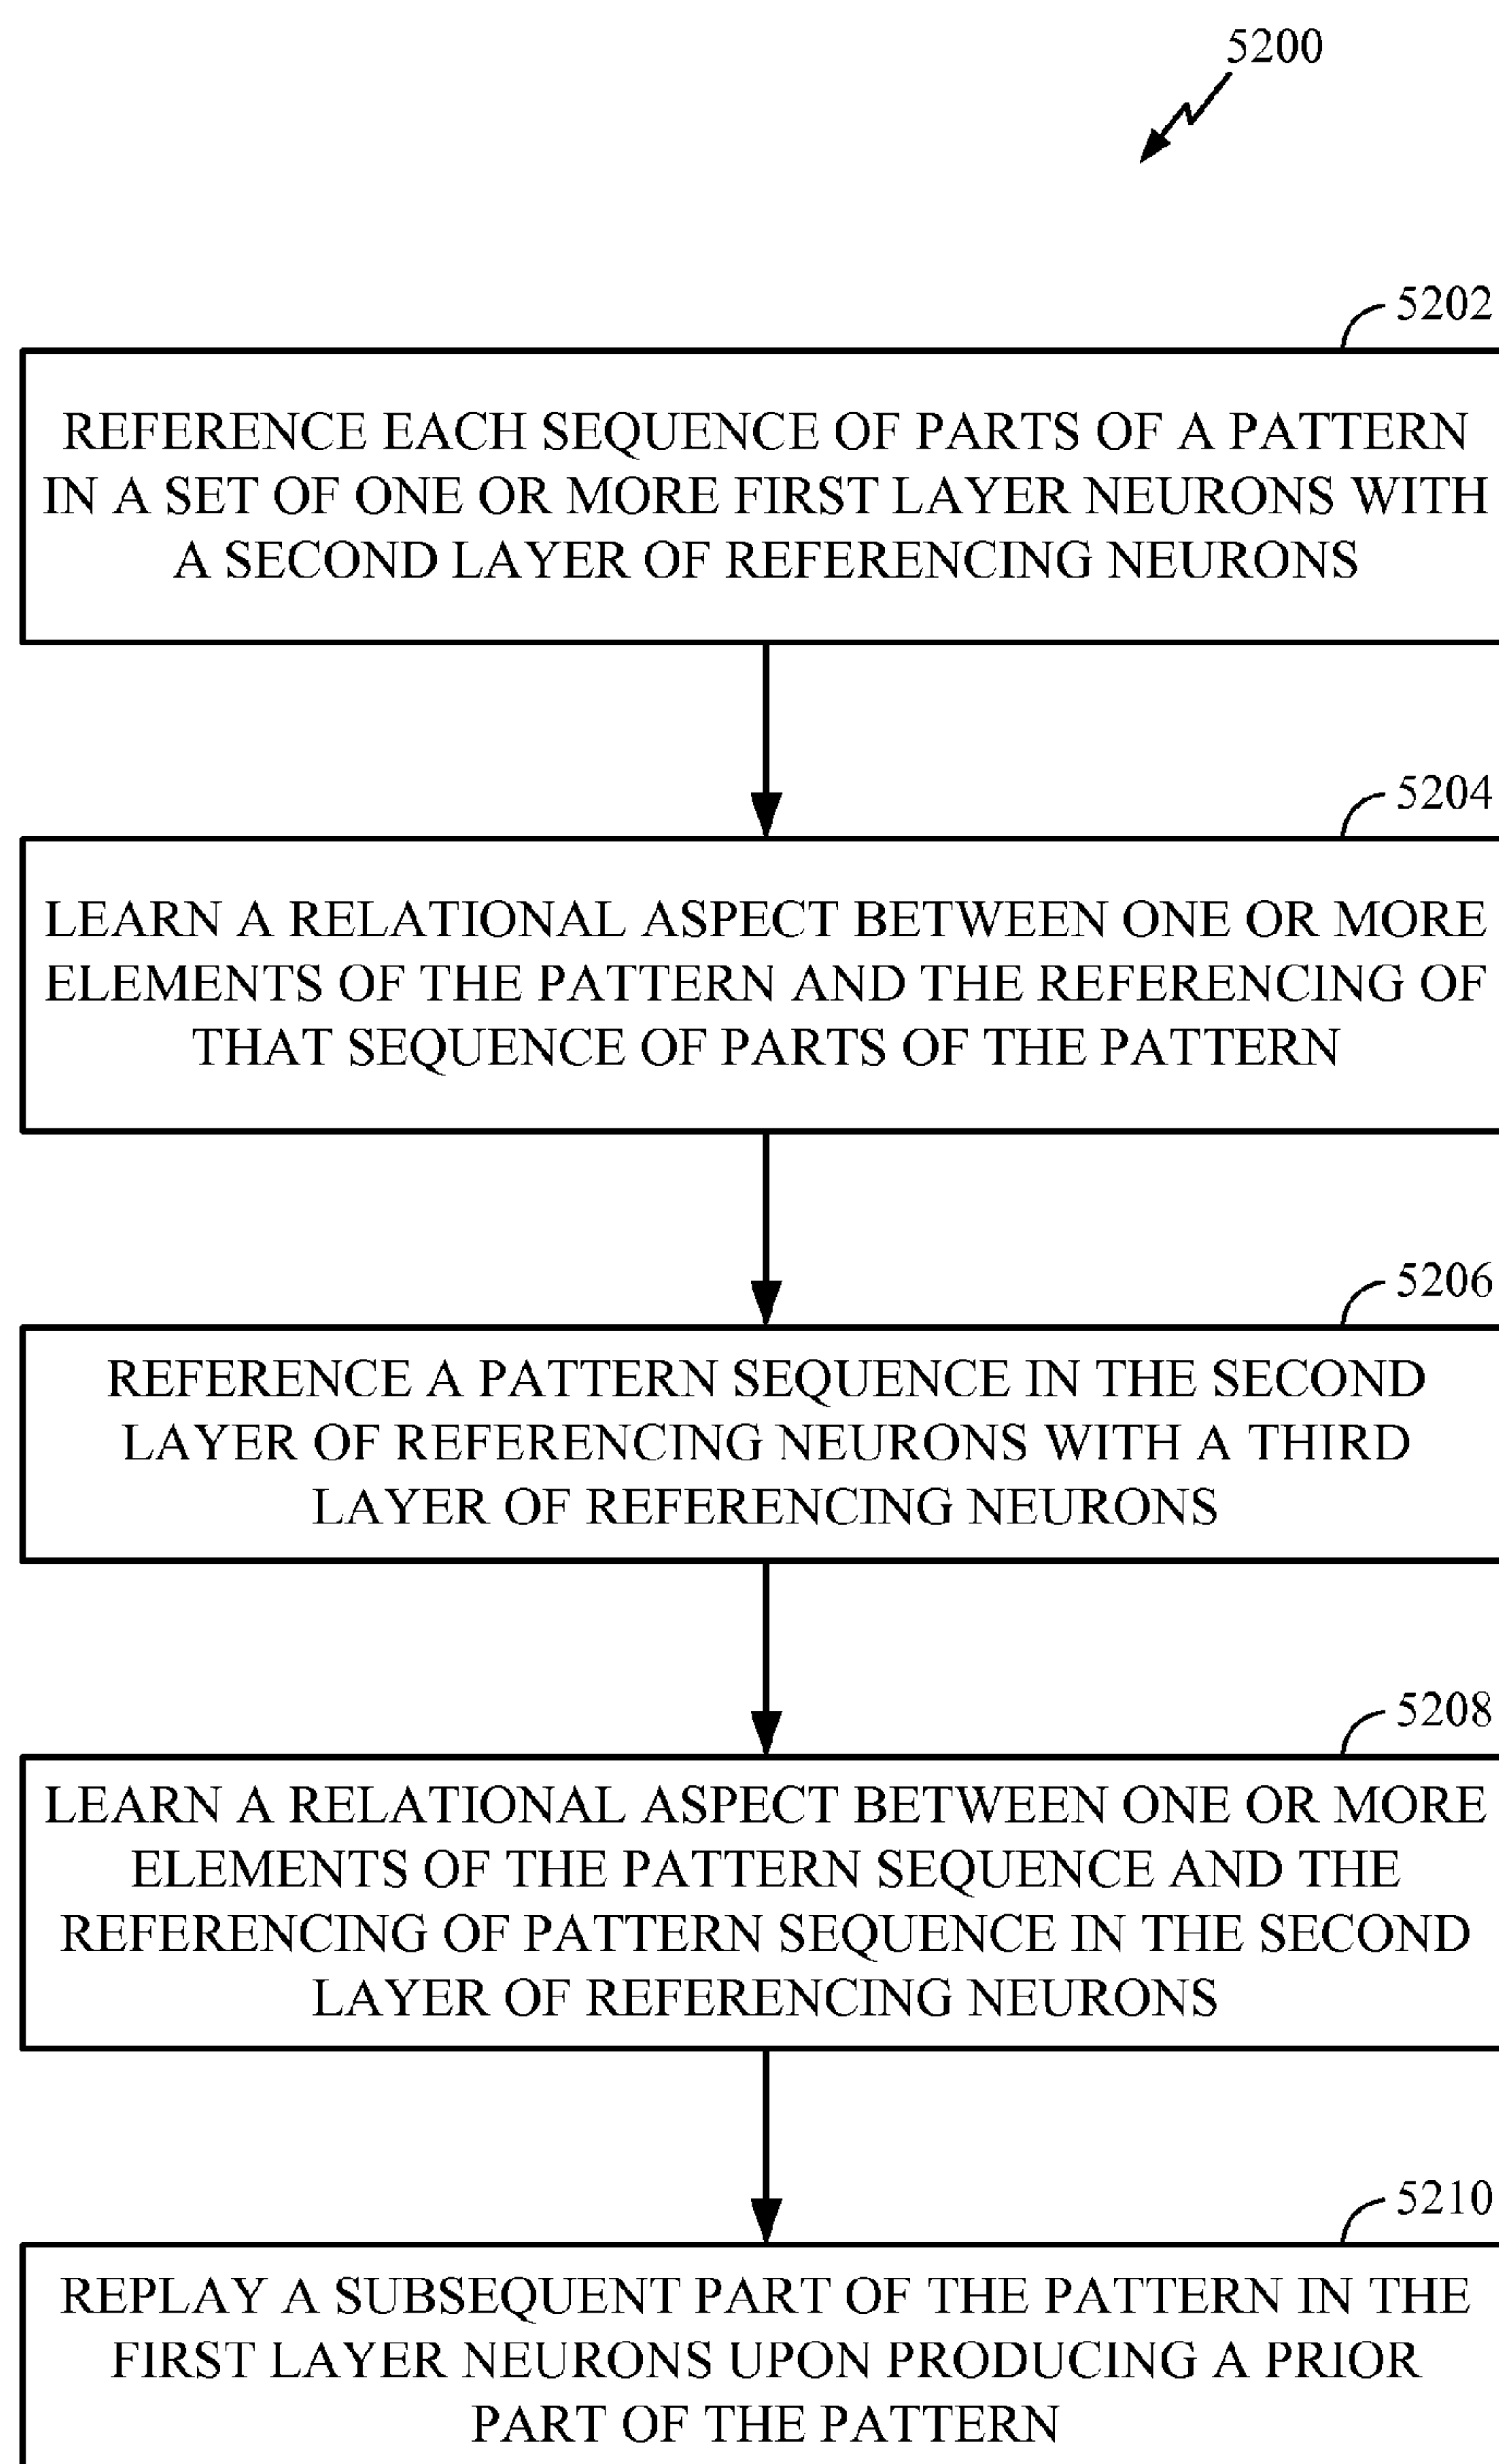 5200
5202
REFERENCE EACH SEQUENCE OF PARTS OF A PATTERN
IN A SET OF ONE OR MORE FIRST LAYER NEURONS WITH
A SECOND LAYER OF REFERENCING NEURONS
5204
LEARN A RELATIONAL ASPECT BETWEEN ONE OR MORE
ELEMENTS OF THE PATTERN AND THE REFERENCING OF
THAT SEQUENCE OF PARTS OF THE PATTERN
5206
REFERENCE A PATTERN SEQUENCE IN THE SECOND
LAYER OF REFERENCING NEURONS WITH A THIRD
LAYER OF REFERENCING NEURONS
5208
LEARN A RELATIONAL ASPECT BETWEEN ONE OR MORE
ELEMENTS OF THE PATTERN SEQUENCE AND THE
REFERENCING OF PATTERN SEQUENCE IN THE SECOND
LAYER OF REFERENCING NEURONS
5210
REPLAY A SUBSEQUENT PART OF THE PATTERN IN THE
FIRST LAYER NEURONS UPON PRODUCING A PRIOR
PART OF THE PATTERN